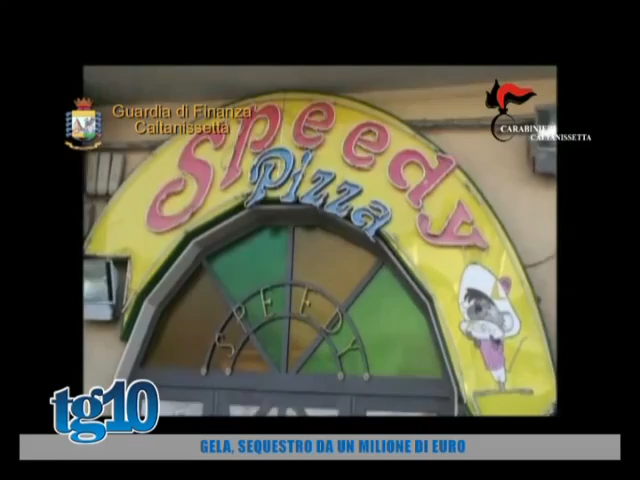 Guardia di Finanza
Caltanissetta
CARABINIERI
CALTANISSETTA
Speedy
Pizza
SPEEDY
tg10
GELA, SEQUESTRO DA UN MILIONE DI EURO